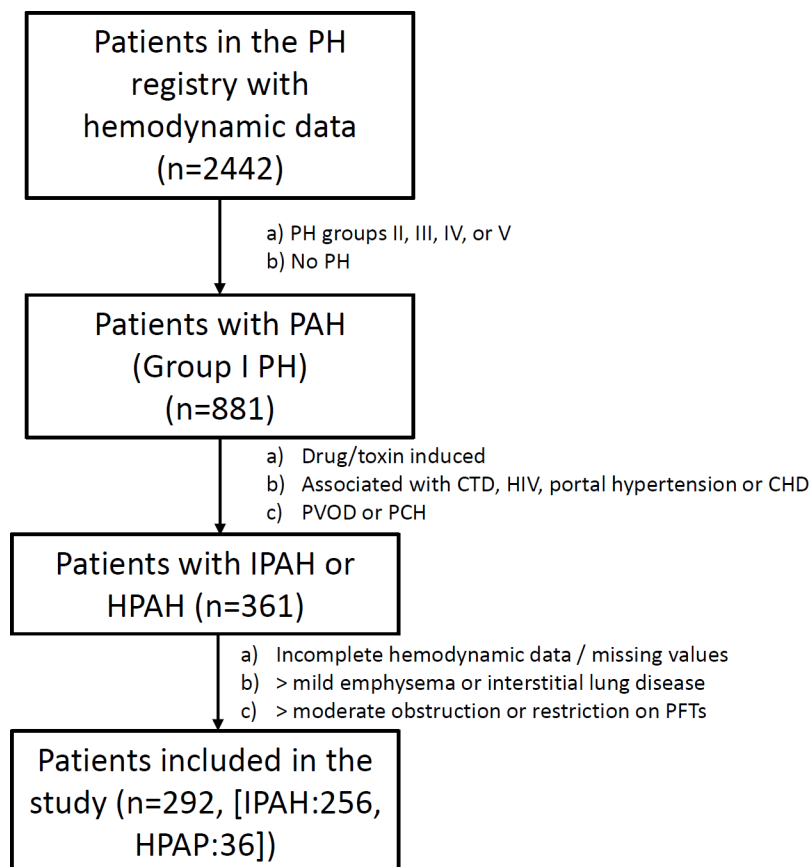 Patients in the PH
registry with
hemodynamic data
(n=2442)
a) PH groups II, III, IV, or V
b) No PH
Patients with PAH
(Group I PH)
(n=881)
a) Drug/toxin induced
b) Associated with CTD, HIV, portal hypertension or CHD
c) PVOD or PCH
Patients with IPAH or
HPAH (n=361)
a) Incomplete hemodynamic data / missing values
b) > mild emphysema or interstitial lung disease
c) > moderate obstruction or restriction on PFTs
Patients included in the
study (n=292, [IPAH:256,
HPAP:36])